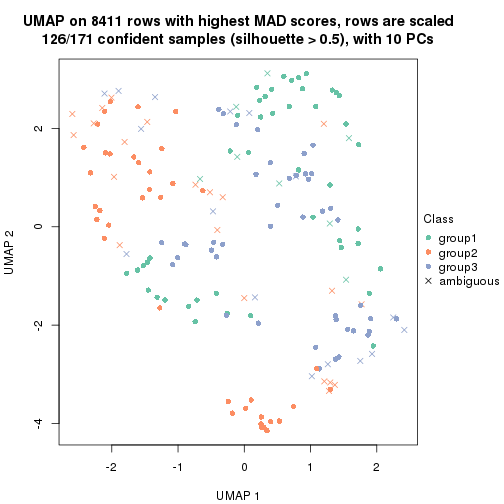 UMAP on 8411 rows with highest MAD scores, rows are scaled
126/171 confident samples (silhouette > 0.5), with 10 PCs
2
0
-2
-4
UMAP 2
-2
-1
0
1
2
UMAP 1
Class
group1
group2
group3
ambiguous